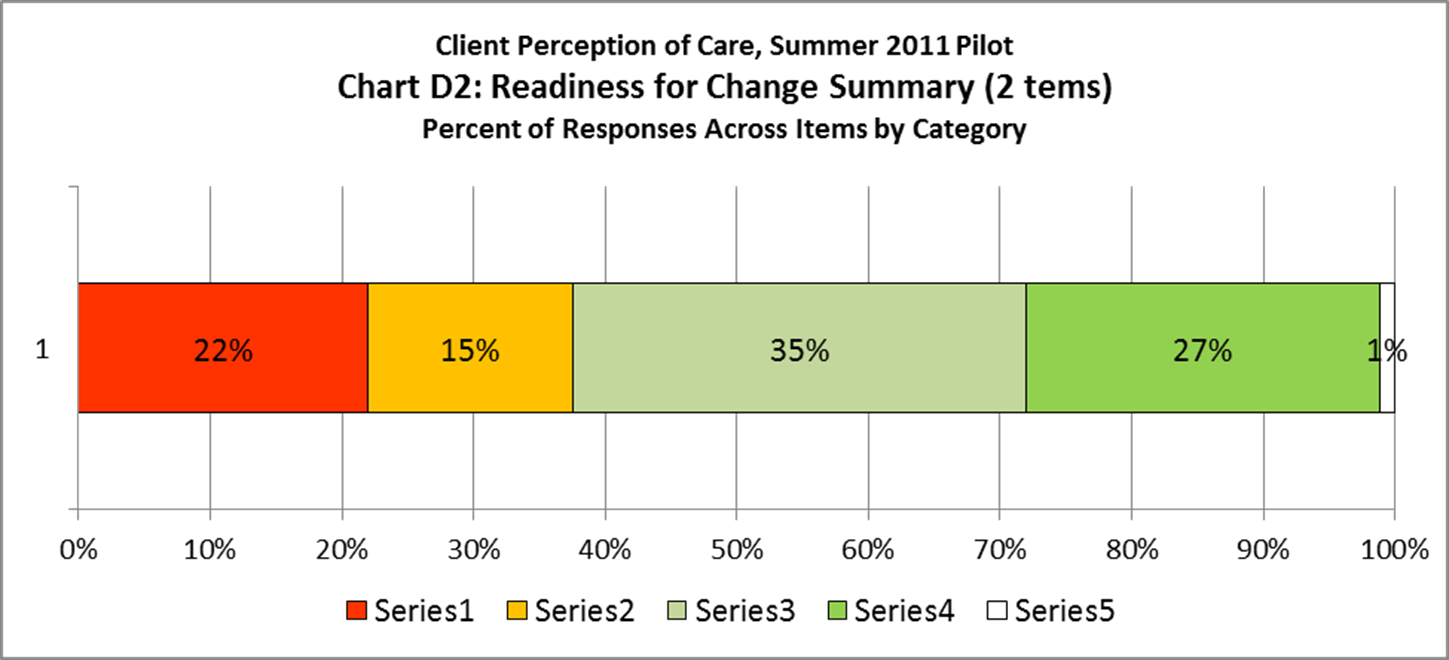 Client Perception of Care, Summer 2011 Pilot
Chart D2: Readiness for Change Summary (2 tems)
Percent of Responses Across Items by Category
1 22% 15% 35% 27% 1%
0% 10% 20% 30% 40% 50% 60% 70% 80% 90% 100%
Series1 Series2 Series3 Series4 Series5